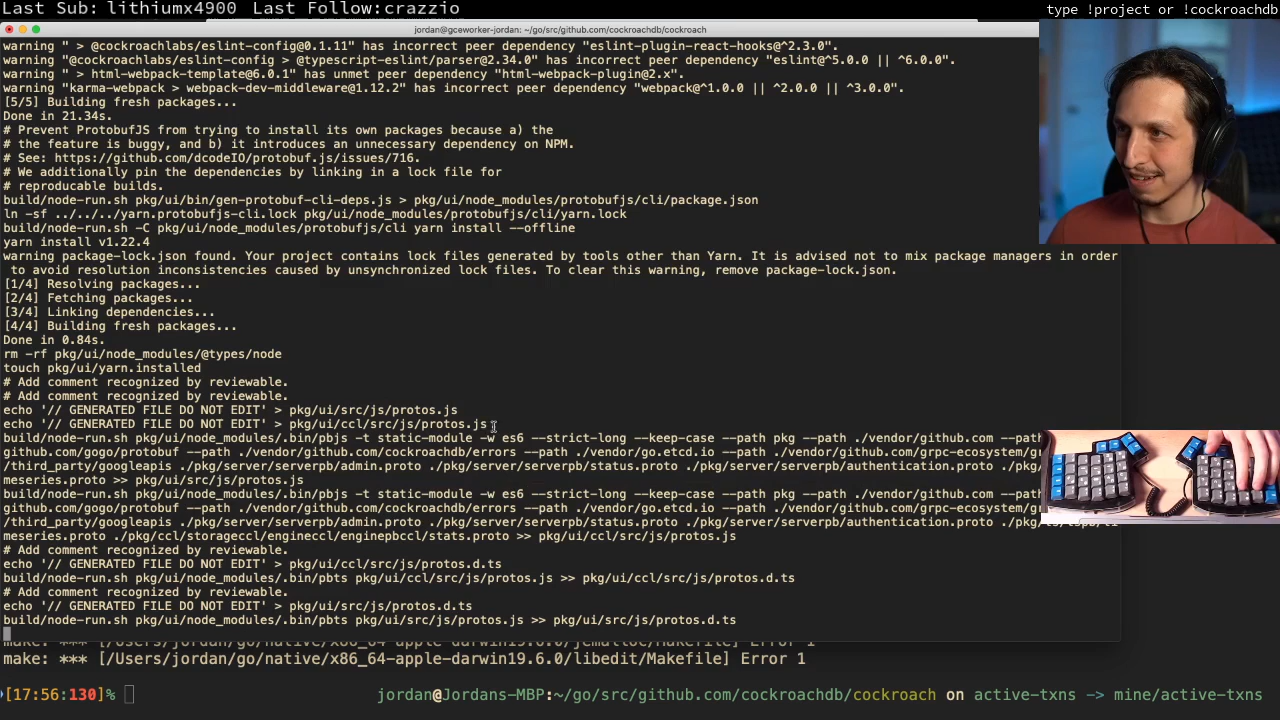 Last Sub: lithiumx4900  Last Follow:crazzio
type !project or !cockroachdb
jordan@gceworker-jordan: ~/go/src/github.com/cockroachdb/cockroach
warning " > @cockroachlabs/eslint-config@0.1.11" has incorrect peer dependency "eslint-plugin-react-hooks@^2.3.0".
warning "@cockroachlabs/eslint-config > @typescript-eslint/parser@2.34.0" has incorrect peer dependency "eslint@^5.0.0 || ^6.0.0".
warning " > html-webpack-template@6.0.1" has unmet peer dependency "html-webpack-plugin@2.x".
warning "karma-webpack > webpack-dev-middleware@1.12.2" has incorrect peer dependency "webpack@^1.0.0 || ^2.0.0 || ^3.0.0".
[5/5] Building fresh packages...
Done in 21.34s.
# Prevent ProtobufJS from trying to install its own packages because a) the
# the feature is buggy, and b) it introduces an unnecessary dependency on NPM.
# See: https://github.com/dcodeIO/protobuf.js/issues/716.
# We additionally pin the dependencies by linking in a lock file for
# reproducable builds.
build/node-run.sh pkg/ui/bin/gen-protobuf-cli-deps.js > pkg/ui/node_modules/protobufjs/cli/package.json
ln -sf ../../../yarn.protobufjs-cli.lock pkg/ui/node_modules/protobufjs/cli/yarn.lock
build/node-run.sh -C pkg/ui/node_modules/protobufjs/cli yarn install --offline
yarn install v1.22.4
warning package-lock.json found. Your project contains lock files generated by tools other than Yarn. It is advised not to mix package managers in order
to avoid resolution inconsistencies caused by unsynchronized lock files. To clear this warning, remove package-lock.json.
[1/4] Resolving packages...
[2/4] Fetching packages...
[3/4] Linking dependencies...
[4/4] Building fresh packages...
Done in 0.84s.
rm -rf pkg/ui/node_modules/@types/node
touch pkg/ui/yarn.installed
# Add comment recognized by reviewable.
# Add comment recognized by reviewable.
echo '// GENERATED FILE DO NOT EDIT' > pkg/ui/src/js/protos.js
echo '// GENERATED FILE DO NOT EDIT' > pkg/ui/ccl/src/js/protos.js
build/node-run.sh pkg/ui/node_modules/.bin/pbjs -t static-module -w es6 --strict-long --keep-case --path pkg --path ./vendor/github.com --path ./vend
github.com/gogo/protobuf --path ./vendor/github.com/cockroachdb/errors --path ./vendor/go.etcd.io --path ./vendor/github.com/grpc-ecosystem/gr
/third_party/googleapis ./pkg/server/serverpb/admin.proto ./pkg/server/serverpb/status.proto ./pkg/server/serverpb/authentication.proto ./pkg/
meseries.proto >> pkg/ui/src/js/protos.js
build/node-run.sh pkg/ui/node_modules/.bin/pbjs -t static-module -w es6 --strict-long --keep-case --path pkg --path ./vendor/github.com --path ./vend
github.com/gogo/protobuf --path ./vendor/github.com/cockroachdb/errors --path ./vendor/go.etcd.io --path ./vendor/github.com/grpc-ecosystem/gr
/third_party/googleapis ./pkg/server/serverpb/admin.proto ./pkg/server/serverpb/status.proto ./pkg/server/serverpb/authentication.proto
meseries.proto ./pkg/ccl/storageccl/engineccl/enginepbccl/stats.proto >> pkg/ui/ccl/src/js/protos.js
# Add comment recognized by reviewable.
echo '// GENERATED FILE DO NOT EDIT' > pkg/ui/ccl/src/js/protos.d.ts
build/node-run.sh pkg/ui/node_modules/.bin/pbts pkg/ui/ccl/src/js/protos.js >> pkg/ui/ccl/src/js/protos.d.ts
# Add comment recognized by reviewable.
echo '// GENERATED FILE DO NOT EDIT' > pkg/ui/src/js/protos.d.ts
build/node-run.sh pkg/ui/node_modules/.bin/pbts pkg/ui/src/js/protos.js >> pkg/ui/src/js/protos.d.ts
make: *** [/Users/jordan/go/native/x86_64-apple-darwin19.6.0/jemalloc/Makefile] Error 1
make: *** [/Users/jordan/go/native/x86_64-apple-darwin19.6.0/libedit/Makefile] Error 1
[17:56:130]%
jordan@Jordans-MBP:~/go/src/github.com/cockroachdb/cockroach on active-txns -> mine/active-txns